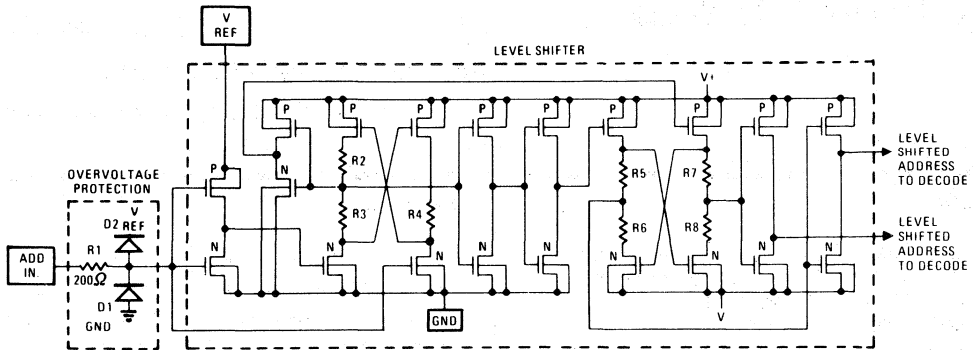 V
REF
LEVEL SHIFTER
V+
P
P
P
P
P
P
P
P
P
P
N
R2
R3
R4
R5
R6
R7
R8
OVERVOLTAGE
PROTECTION
V
REF
D2
R1
200Ω
D1
GND
ADD
IN.
N
N
N
N
N
N
N
N
N
GND
V
LEVEL
SHIFTED
ADDRESS
TO DECODE
LEVEL
SHIFTED
ADDRESS
TO DECODE